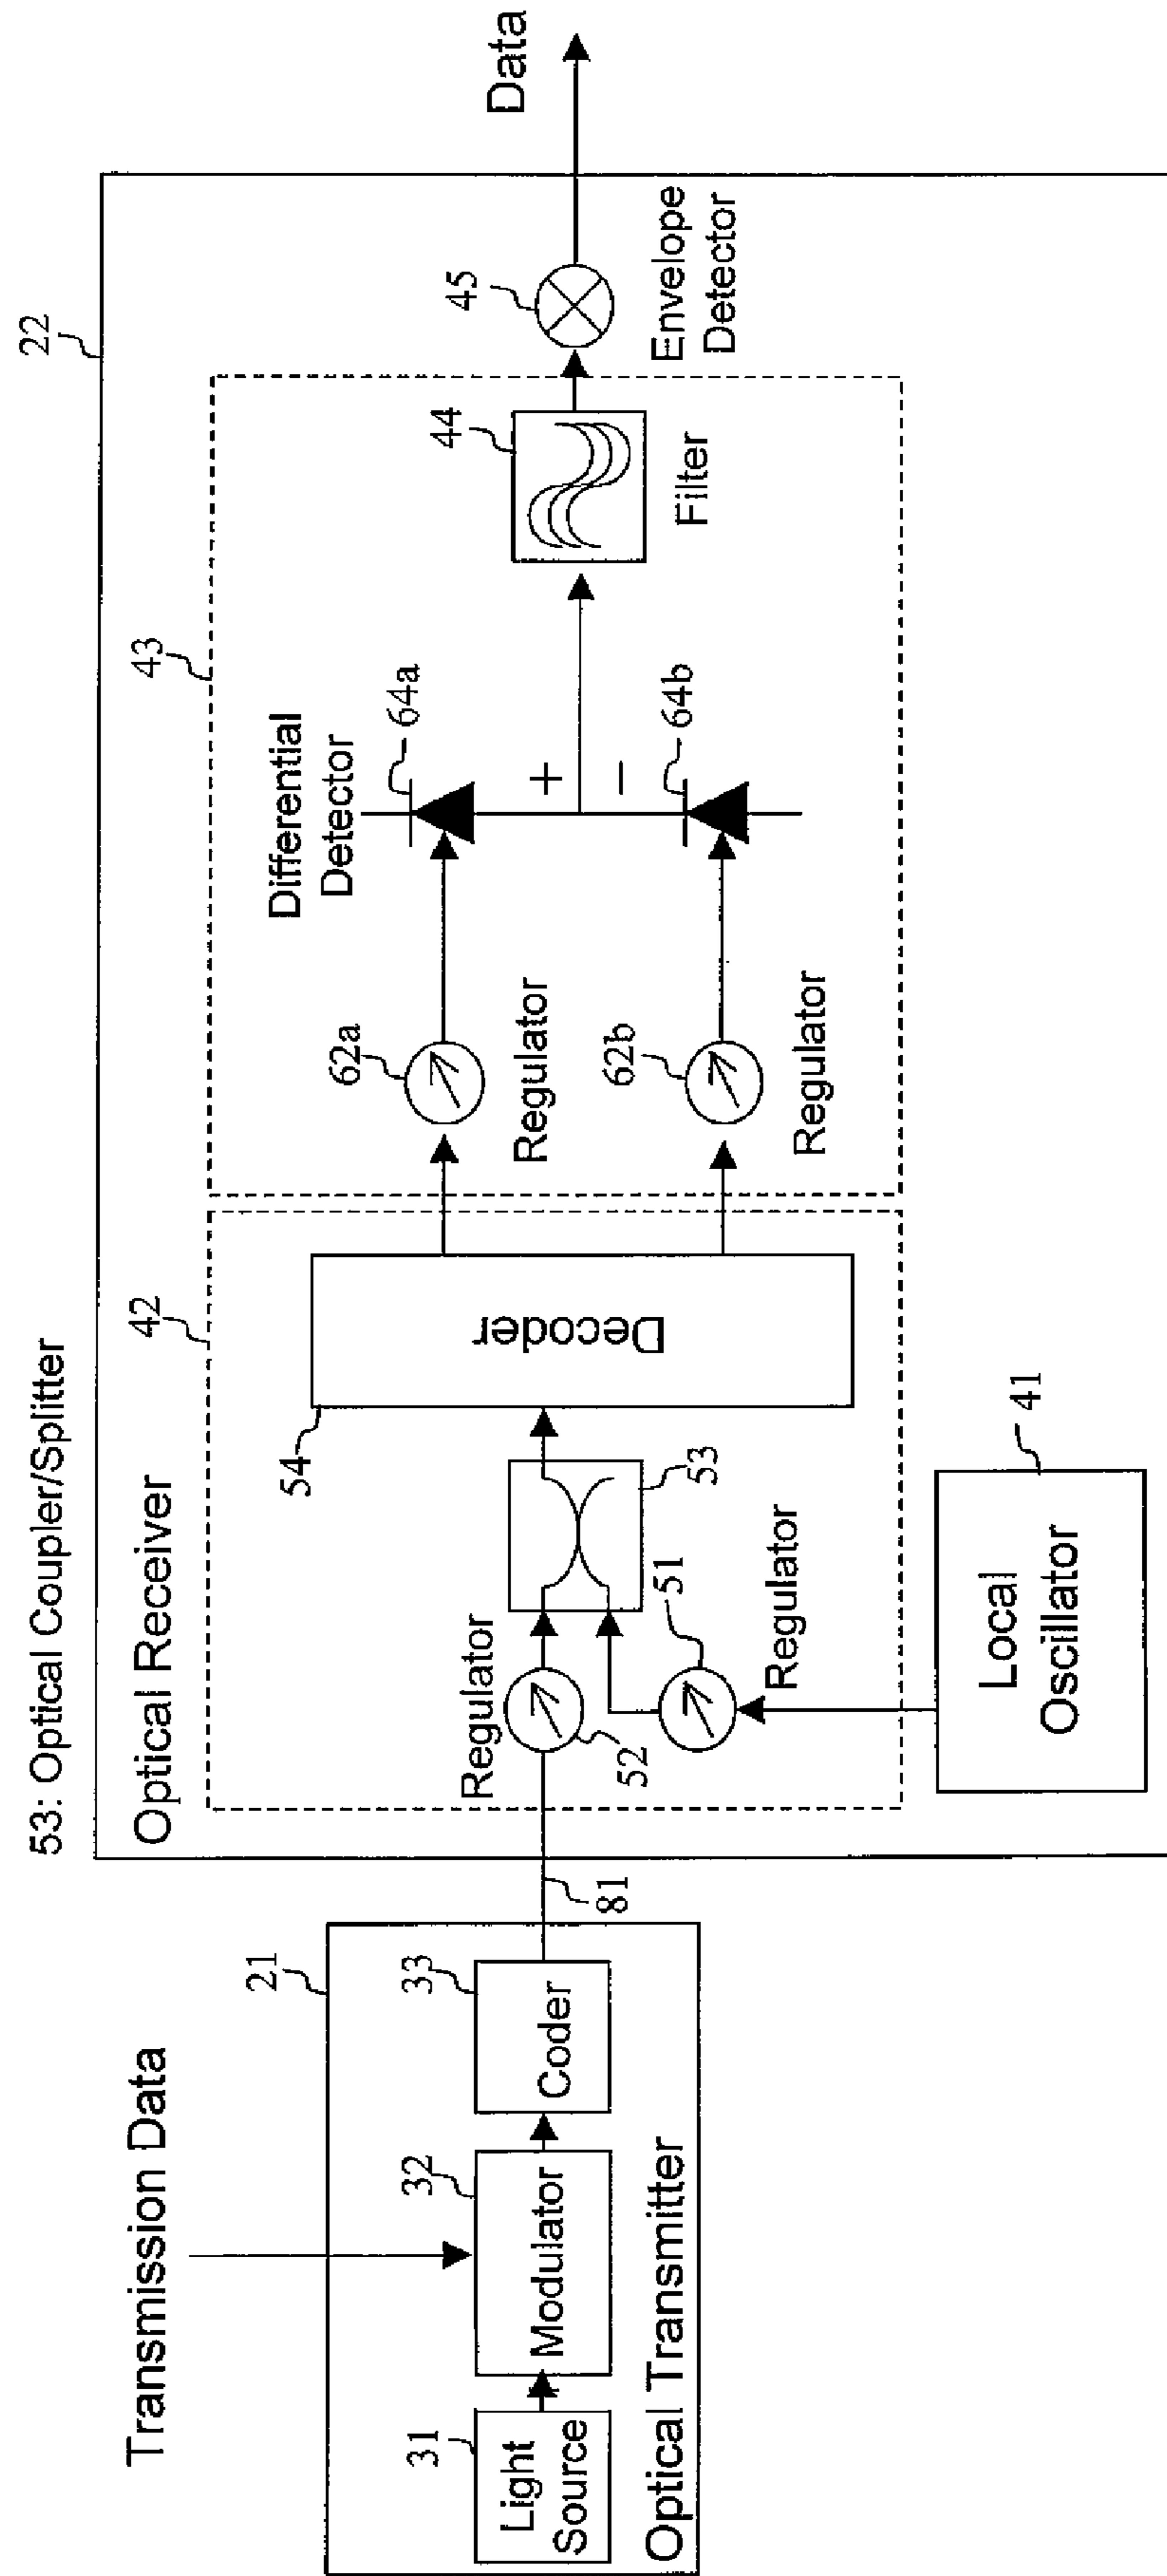 53: Optical Coupler/Splitter
Transmission Data
21
31
Light
Source
32
Modulator
33
Coder
Optical Transmitter
81
22
Optical Receiver
42
Regulator
52
51
Regulator
53
54
Decoder
Local
Oscillator
41
43
62a
Regulator
62b
Regulator
Differential
Detector
64a
+
−
64b
44
Filter
45
Envelope
Detector
Data